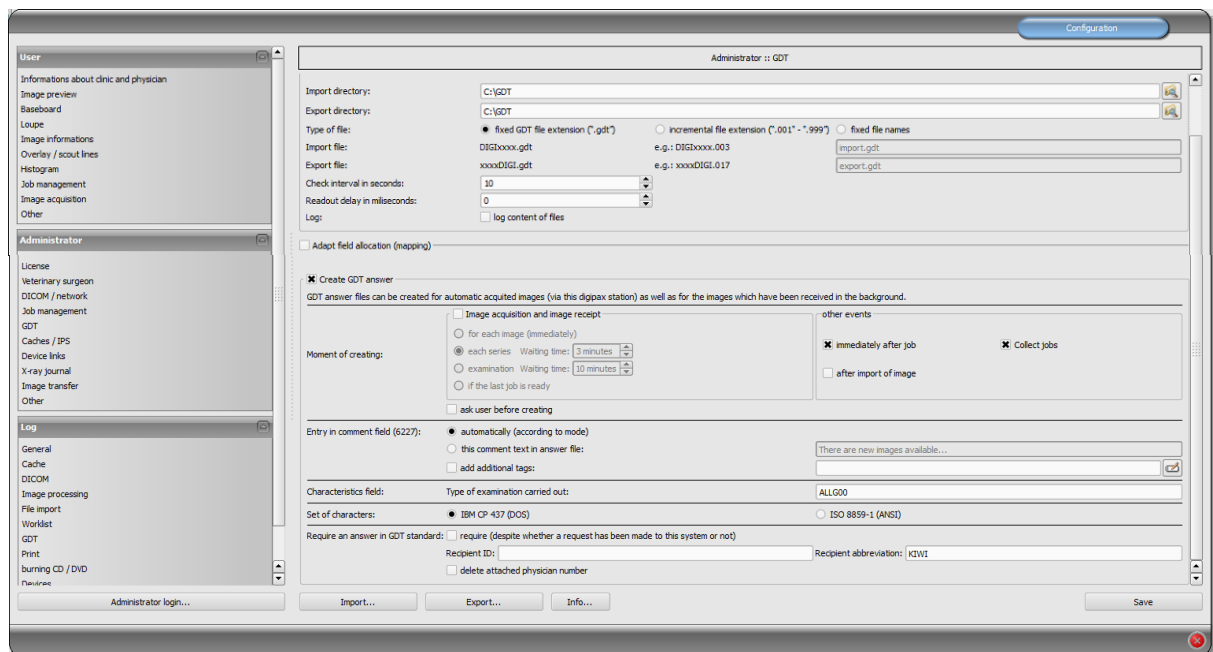 Configuration
User
Informations about clinic and physician
Image preview
Baseboard
Loupe
Image informations
Overlay / scout lines
Histogram
Job management
Image acquisition
Other
Administrator
License
Veterinary surgeon
DICOM / network
Job management
GDT
Caches / IPS
Device links
X-ray journal
Image transfer
Other
Log
General
Cache
DICOM
Image processing
File import
Worklist
GDT
Print
burning CD / DVD
Devices
Administrator login...
Administrator :: GDT
Import directory: C:\GDT
Export directory: C:\GDT
Type of file: fixed GDT file extension (".gdt") incremental file extension (".001" - ".999") fixed file names
Import file: DIGIxxxx.gdt e.g.: DIGIxxxx.003 import.gdt
Export file: xxxxDIGI.gdt e.g.: xxxxDIGI.017 export.gdt
Check interval in seconds: 10
Readout delay in miliseconds: 0
Log: log content of files
Adapt field allocation (mapping)
Create GDT answer
GDT answer files can be created for automatic acquited images (via this digipax station) as well as for the images which have been received in the background.
Image acquisition and image receipt other events
for each image (immediately)
Moment of creating: each series Waiting time: 3 minutes immediately after job Collect jobs
examination Waiting time: 10 minutes after import of image
if the last job is ready
ask user before creating
Entry in comment field (6227): automatically (according to mode)
this comment text in answer file: There are new images available...
add additional tags:
Characteristics field: Type of examination carried out: ALLG00
Set of characters: IBM CP 437 (DOS) ISO 8859-1 (ANSI)
Require an answer in GDT standard: require (despite whether a request has been made to this system or not)
Recipient ID: Recipient abbreviation: KIWI
delete attached physician number
Import... Export... Info... Save